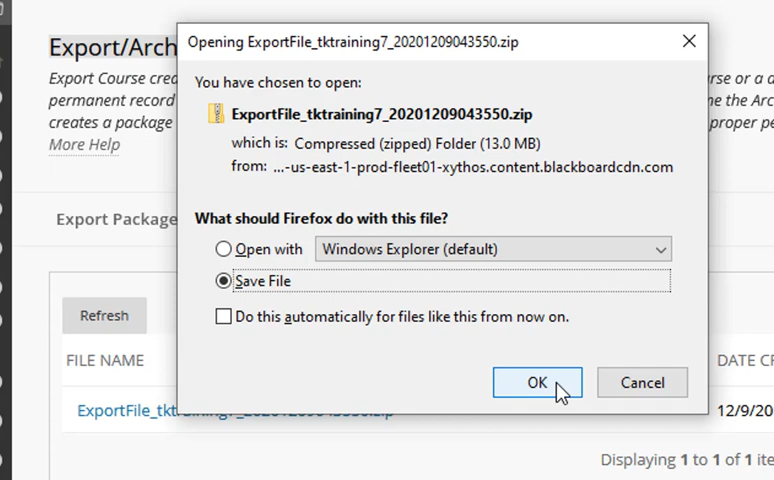 Opening ExportFile_tktraining7_20201209043550.zip
Export/Arch
You have chosen to open:
Export Course crea
permanent record
creates a package
More Help
ExportFile_tktraining7_20201209043550.zip
which is: Compressed (zipped) Folder (13.0 MB)
from: ...-us-east-1-prod-fleet01-xythos.content.blackboardcdn.com
rse or a d
ne the Arc
proper pe
What should Firefox do with this file?
Export Package
Open with Windows Explorer (default)
Save File
Do this automatically for files like this from now on.
Refresh
OK Cancel
FILE NAME DATE CR
ExportFile_tktraining7_20201209043550.zip 12/9/20
Displaying 1 to 1 of 1 ite